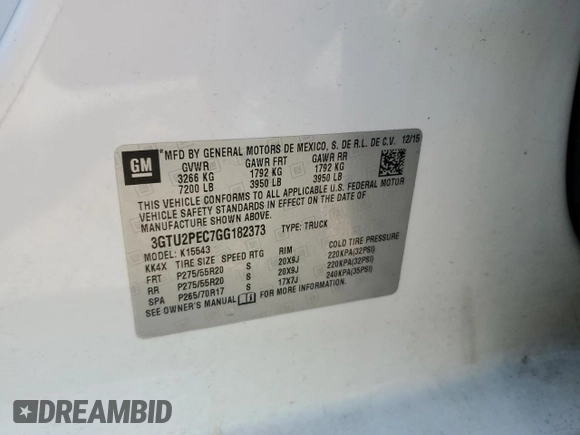 GM
*MFD BY GENERAL MOTORS DE MEXICO, S. DE R.L. DE C.V. 12/15
GVWR GAWR FRT GAWR RR
3266 KG 1792 KG 1792 KG
7200 LB 3950 LB 3950 LB
THIS VEHICLE CONFORMS TO ALL APPLICABLE U.S. FEDERAL MOTOR
VEHICLE SAFETY STANDARDS IN EFFECT ON THE DATE OF
MANUFACTURE SHOWN ABOVE.
3GTU2PEC7GG182373 TYPE: TRUCK
MODEL: K15543
KK4X TIRE SIZE SPEED RTG RIM COLD TIRE PRESSURE
FRT P275/55R20 S 20X9J 220KPA(32PSI)
RR P275/55R20 S 20X9J 220KPA(32PSI)
SPA P265/70R17 S 17X7J 240KPA(35PSI)
SEE OWNER'S MANUAL FOR MORE INFORMATION.
DREAMBID